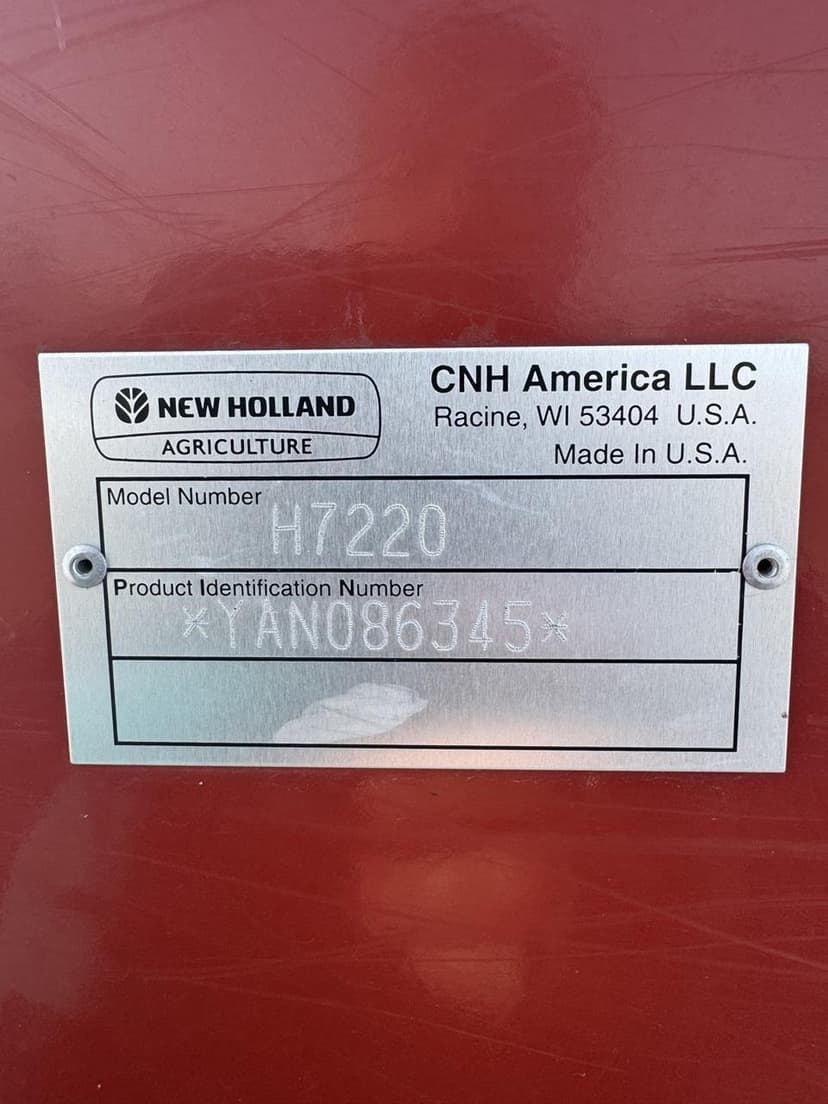 NEW HOLLAND
AGRICULTURE
CNH America LLC
Racine, WI 53404 U.S.A.
Made In U.S.A.
Model Number
H7220
Product Identification Number
*YAN086345*